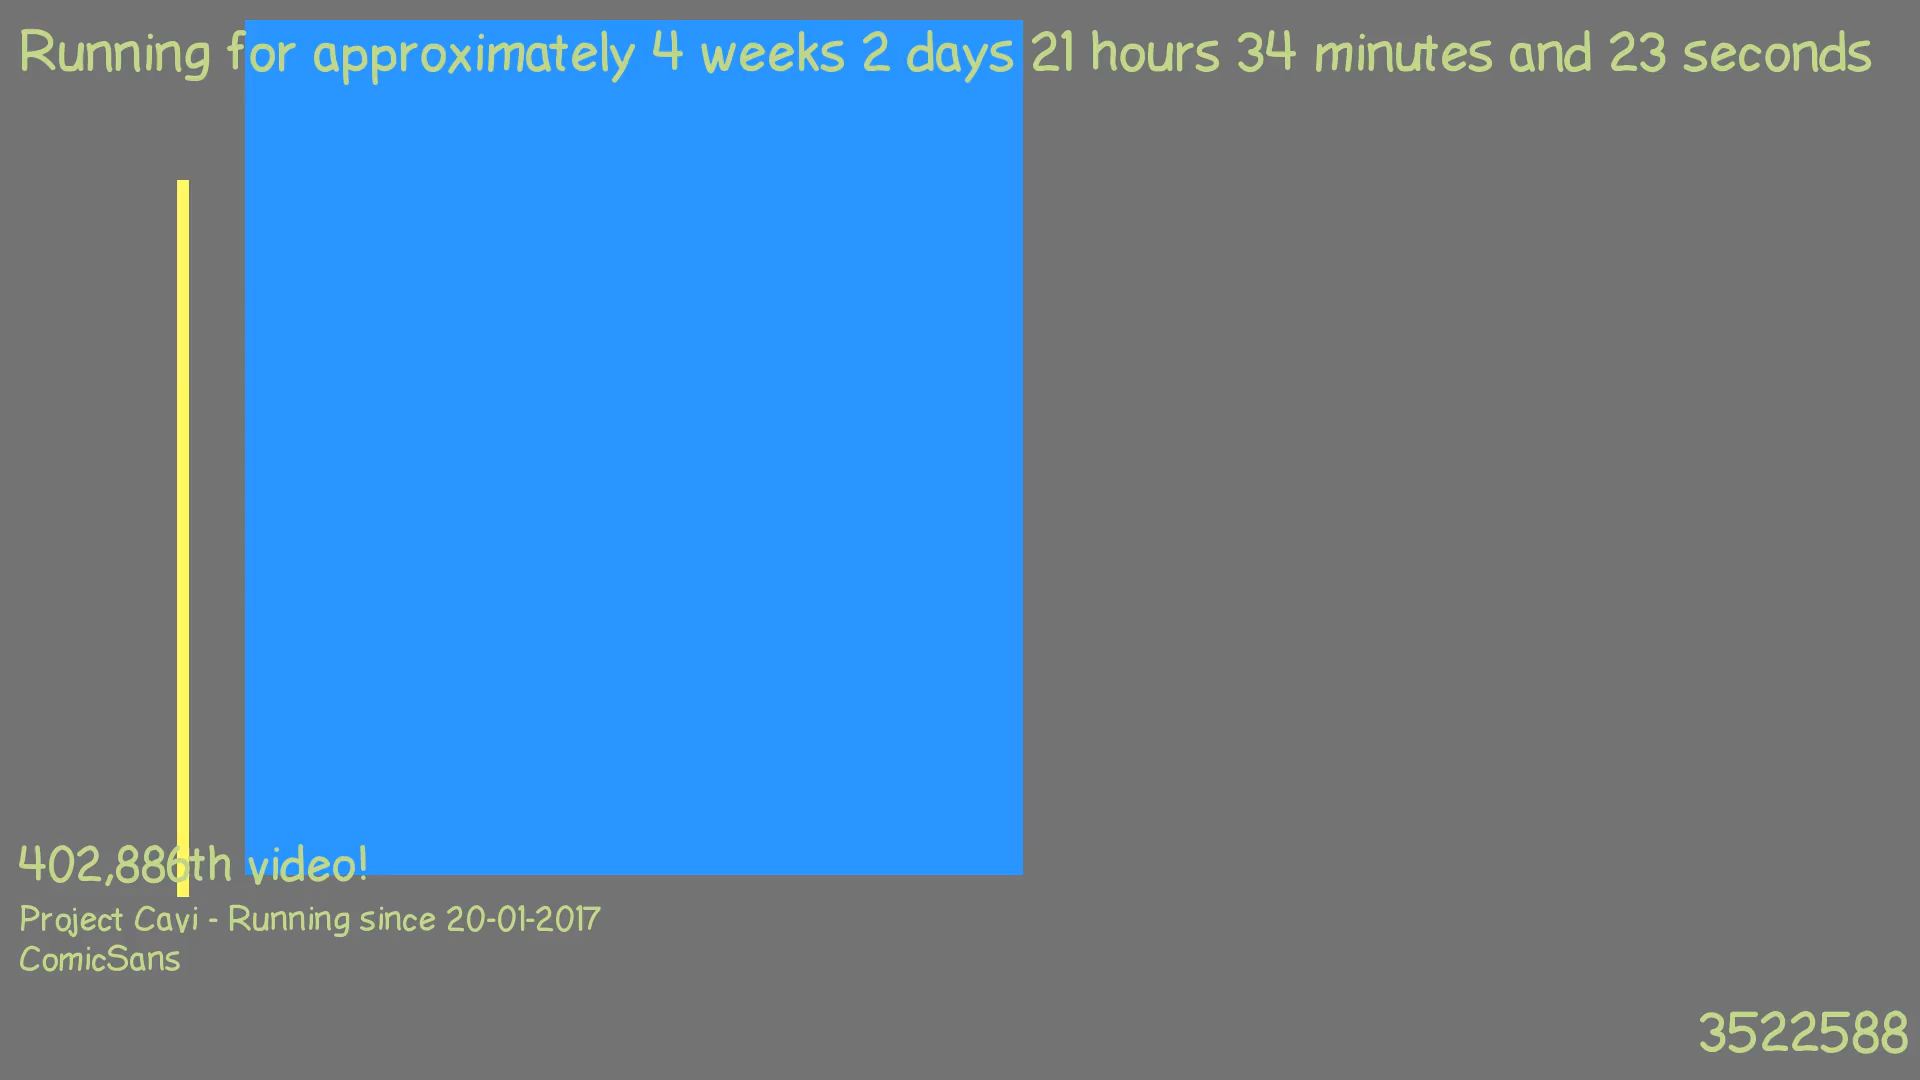 Running for approximately 4 weeks 2 days 21 hours 34 minutes and 23 seconds
402,886th video!
Project Cavi - Running since 20-01-2017
ComicSans
3522588